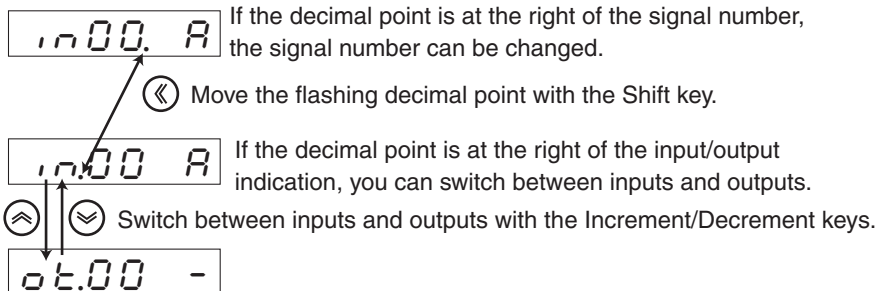 in00. A
If the decimal point is at the right of the signal number,
the signal number can be changed.
Move the flashing decimal point with the Shift key.
in.00 A
If the decimal point is at the right of the input/output
indication, you can switch between inputs and outputs.
Switch between inputs and outputs with the Increment/Decrement keys.
ot.00 -